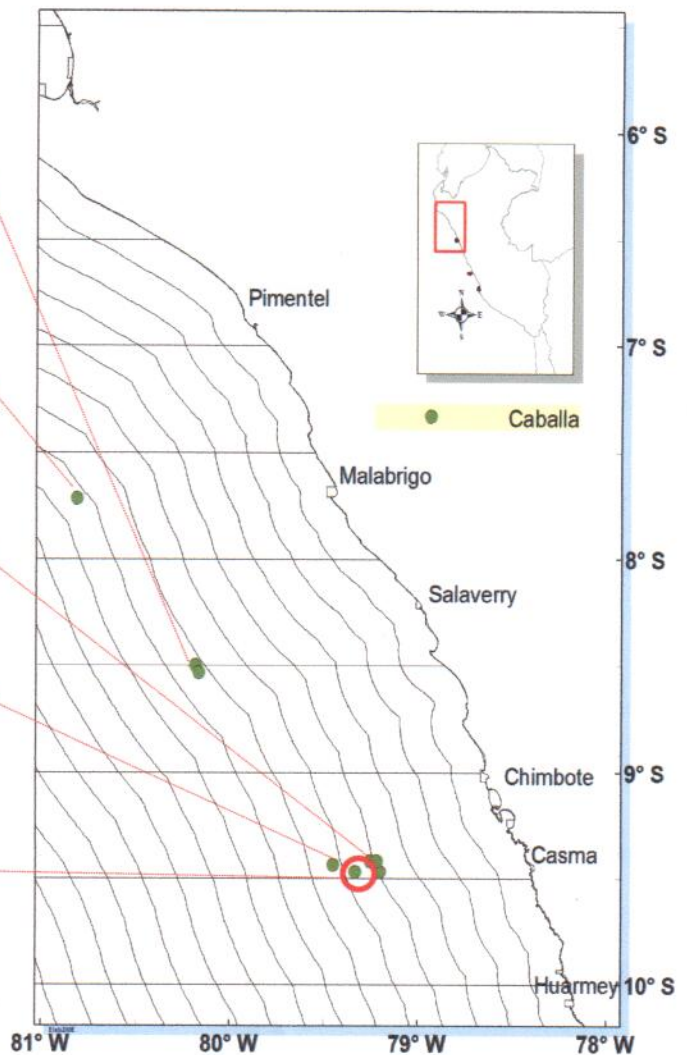 6° S
N
W E
S
Pimentel
7° S
Caballa
Malabrigo
8° S
Salaverry
9° S
Chimbote
Casma
Huarmey
10° S
81° W
80° W
79° W
78° W